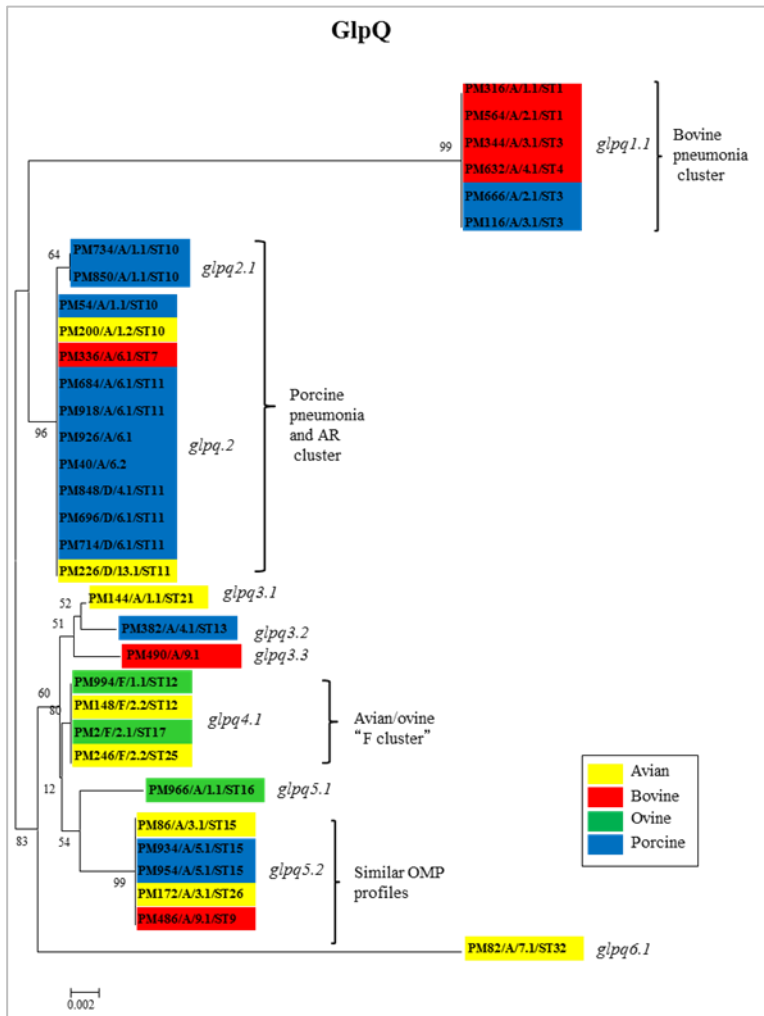 GlpQ
PM316/A/1.1/ST1
PM564/A/2.1/ST1
PM344/A/3.1/ST3
PM632/A/4.1/ST4
PM666/A/2.1/ST3
PM116/A/3.1/ST3
99
glpq1.1
Bovine
pneumonia
cluster
64
PM734/A/1.1/ST10
PM850/A/1.1/ST10
glpq2.1
PM54/A/1.1/ST10
PM200/A/1.2/ST10
PM336/A/6.1/ST7
PM684/A/6.1/ST11
PM918/A/6.1/ST11
PM926/A/6.1
PM40/A/6.2
PM848/D/4.1/ST11
PM696/D/6.1/ST11
PM714/D/6.1/ST11
PM226/D/13.1/ST11
96
glpq.2
Porcine
pneumonia
and AR
cluster
52
PM144/A/1.1/ST21
glpq3.1
51
PM382/A/4.1/ST13
glpq3.2
PM490/A/9.1
glpq3.3
60
80
PM994/F/1.1/ST12
PM148/F/2.2/ST12
PM2/F/2.1/ST17
PM246/F/2.2/ST25
glpq4.1
Avian/ovine
“F cluster”
12
PM966/A/1.1/ST16
glpq5.1
83
54
99
PM86/A/3.1/ST15
PM934/A/5.1/ST15
PM954/A/5.1/ST15
PM172/A/3.1/ST26
PM486/A/9.1/ST9
glpq5.2
Similar OMP
profiles
PM82/A/7.1/ST32
glpq6.1
Avian
Bovine
Ovine
Porcine
0.002